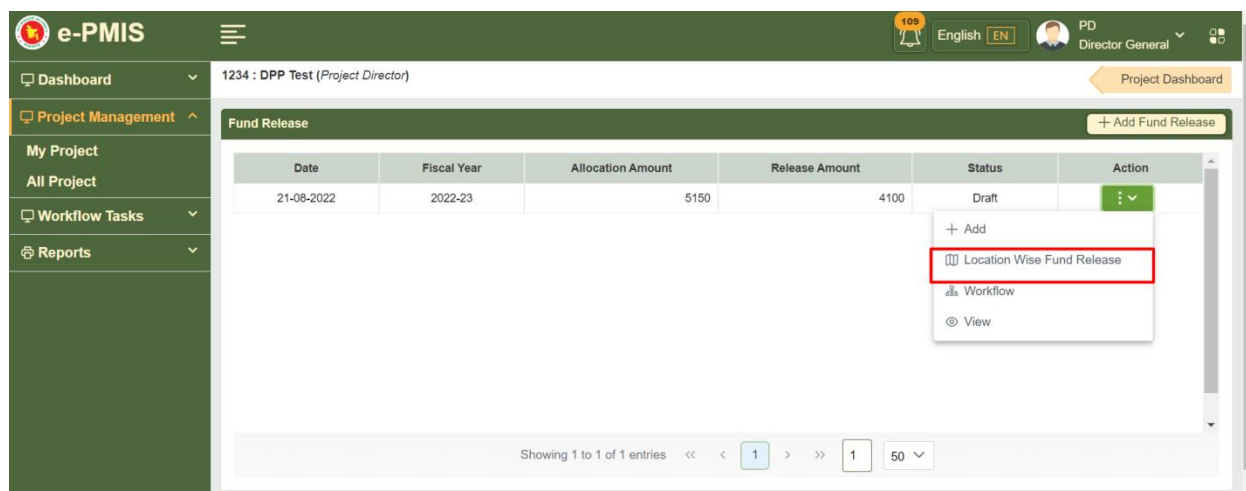 e-PMIS
109
English EN
PD
Director General
Dashboard
Project Management
My Project
All Project
Workflow Tasks
Reports
1234 : DPP Test (Project Director)
Project Dashboard
Fund Release
+ Add Fund Release
Date Fiscal Year Allocation Amount Release Amount Status Action
21-08-2022 2022-23 5150 4100 Draft
+ Add
Location Wise Fund Release
Workflow
View
Showing 1 to 1 of 1 entries << < 1 > >> 1 50